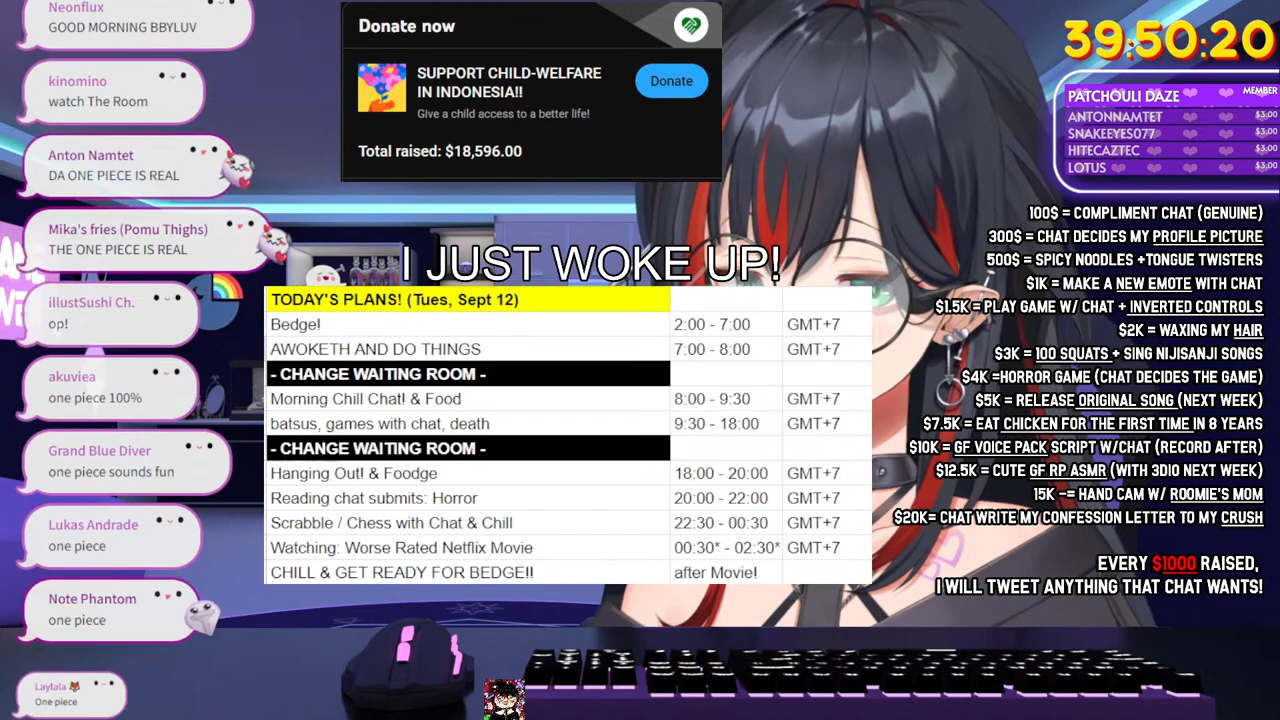 Neonflux
GOOD MORNING BBYLUV
kinomino
watch The Room
Anton Namtet
DA ONE PIECE IS REAL
Mika's fries (Pomu Thighs)
THE ONE PIECE IS REAL
illustSushi Ch.
op!
akuviea
one piece 100%
Grand Blue Diver
one piece sounds fun
Lukas Andrade
one piece
Note Phantom
one piece
Laylala
One piece
Donate now
SUPPORT CHILD-WELFARE
IN INDONESIA!!
Give a child access to a better life!
Donate
Total raised: $18,596.00
I JUST WOKE UP!
TODAY'S PLANS! (Tues, Sept 12)
Bedge! 2:00 - 7:00 GMT+7
AWOKETH AND DO THINGS 7:00 - 8:00 GMT+7
- CHANGE WAITING ROOM -
Morning Chill Chat! & Food 8:00 - 9:30 GMT+7
batsus, games with chat, death 9:30 - 18:00 GMT+7
- CHANGE WAITING ROOM -
Hanging Out! & Foodge 18:00 - 20:00 GMT+7
Reading chat submits: Horror 20:00 - 22:00 GMT+7
Scrabble / Chess with Chat & Chill 22:30 - 00:30 GMT+7
Watching: Worse Rated Netflix Movie 00:30* - 02:30* GMT+7
CHILL & GET READY FOR BEDGE!! after Movie!
39:50:20
PATCHOULI DAZE MEMBER
ANTONNAMTET $3.00
SNAKEEYES077 $3.00
HITECAZTEC $3.00
LOTUS $3.00
100$ = COMPLIMENT CHAT (GENUINE)
300$ = CHAT DECIDES MY PROFILE PICTURE
500$ = SPICY NOODLES +TONGUE TWISTERS
$1K = MAKE A NEW EMOTE WITH CHAT
$1.5K = PLAY GAME W/ CHAT + INVERTED CONTROLS
$2K = WAXING MY HAIR
$3K = 100 SQUATS + SING NIJISANJI SONGS
$4K =HORROR GAME (CHAT DECIDES THE GAME)
$5K = RELEASE ORIGINAL SONG (NEXT WEEK)
$7.5K = EAT CHICKEN FOR THE FIRST TIME IN 8 YEARS
$10K = GF VOICE PACK SCRIPT W/CHAT (RECORD AFTER)
$12.5K = CUTE GF RP ASMR (WITH 3DIO NEXT WEEK)
15K -= HAND CAM W/ ROOMIE'S MOM
$20K= CHAT WRITE MY CONFESSION LETTER TO MY CRUSH
EVERY $1000 RAISED,
I WILL TWEET ANYTHING THAT CHAT WANTS!